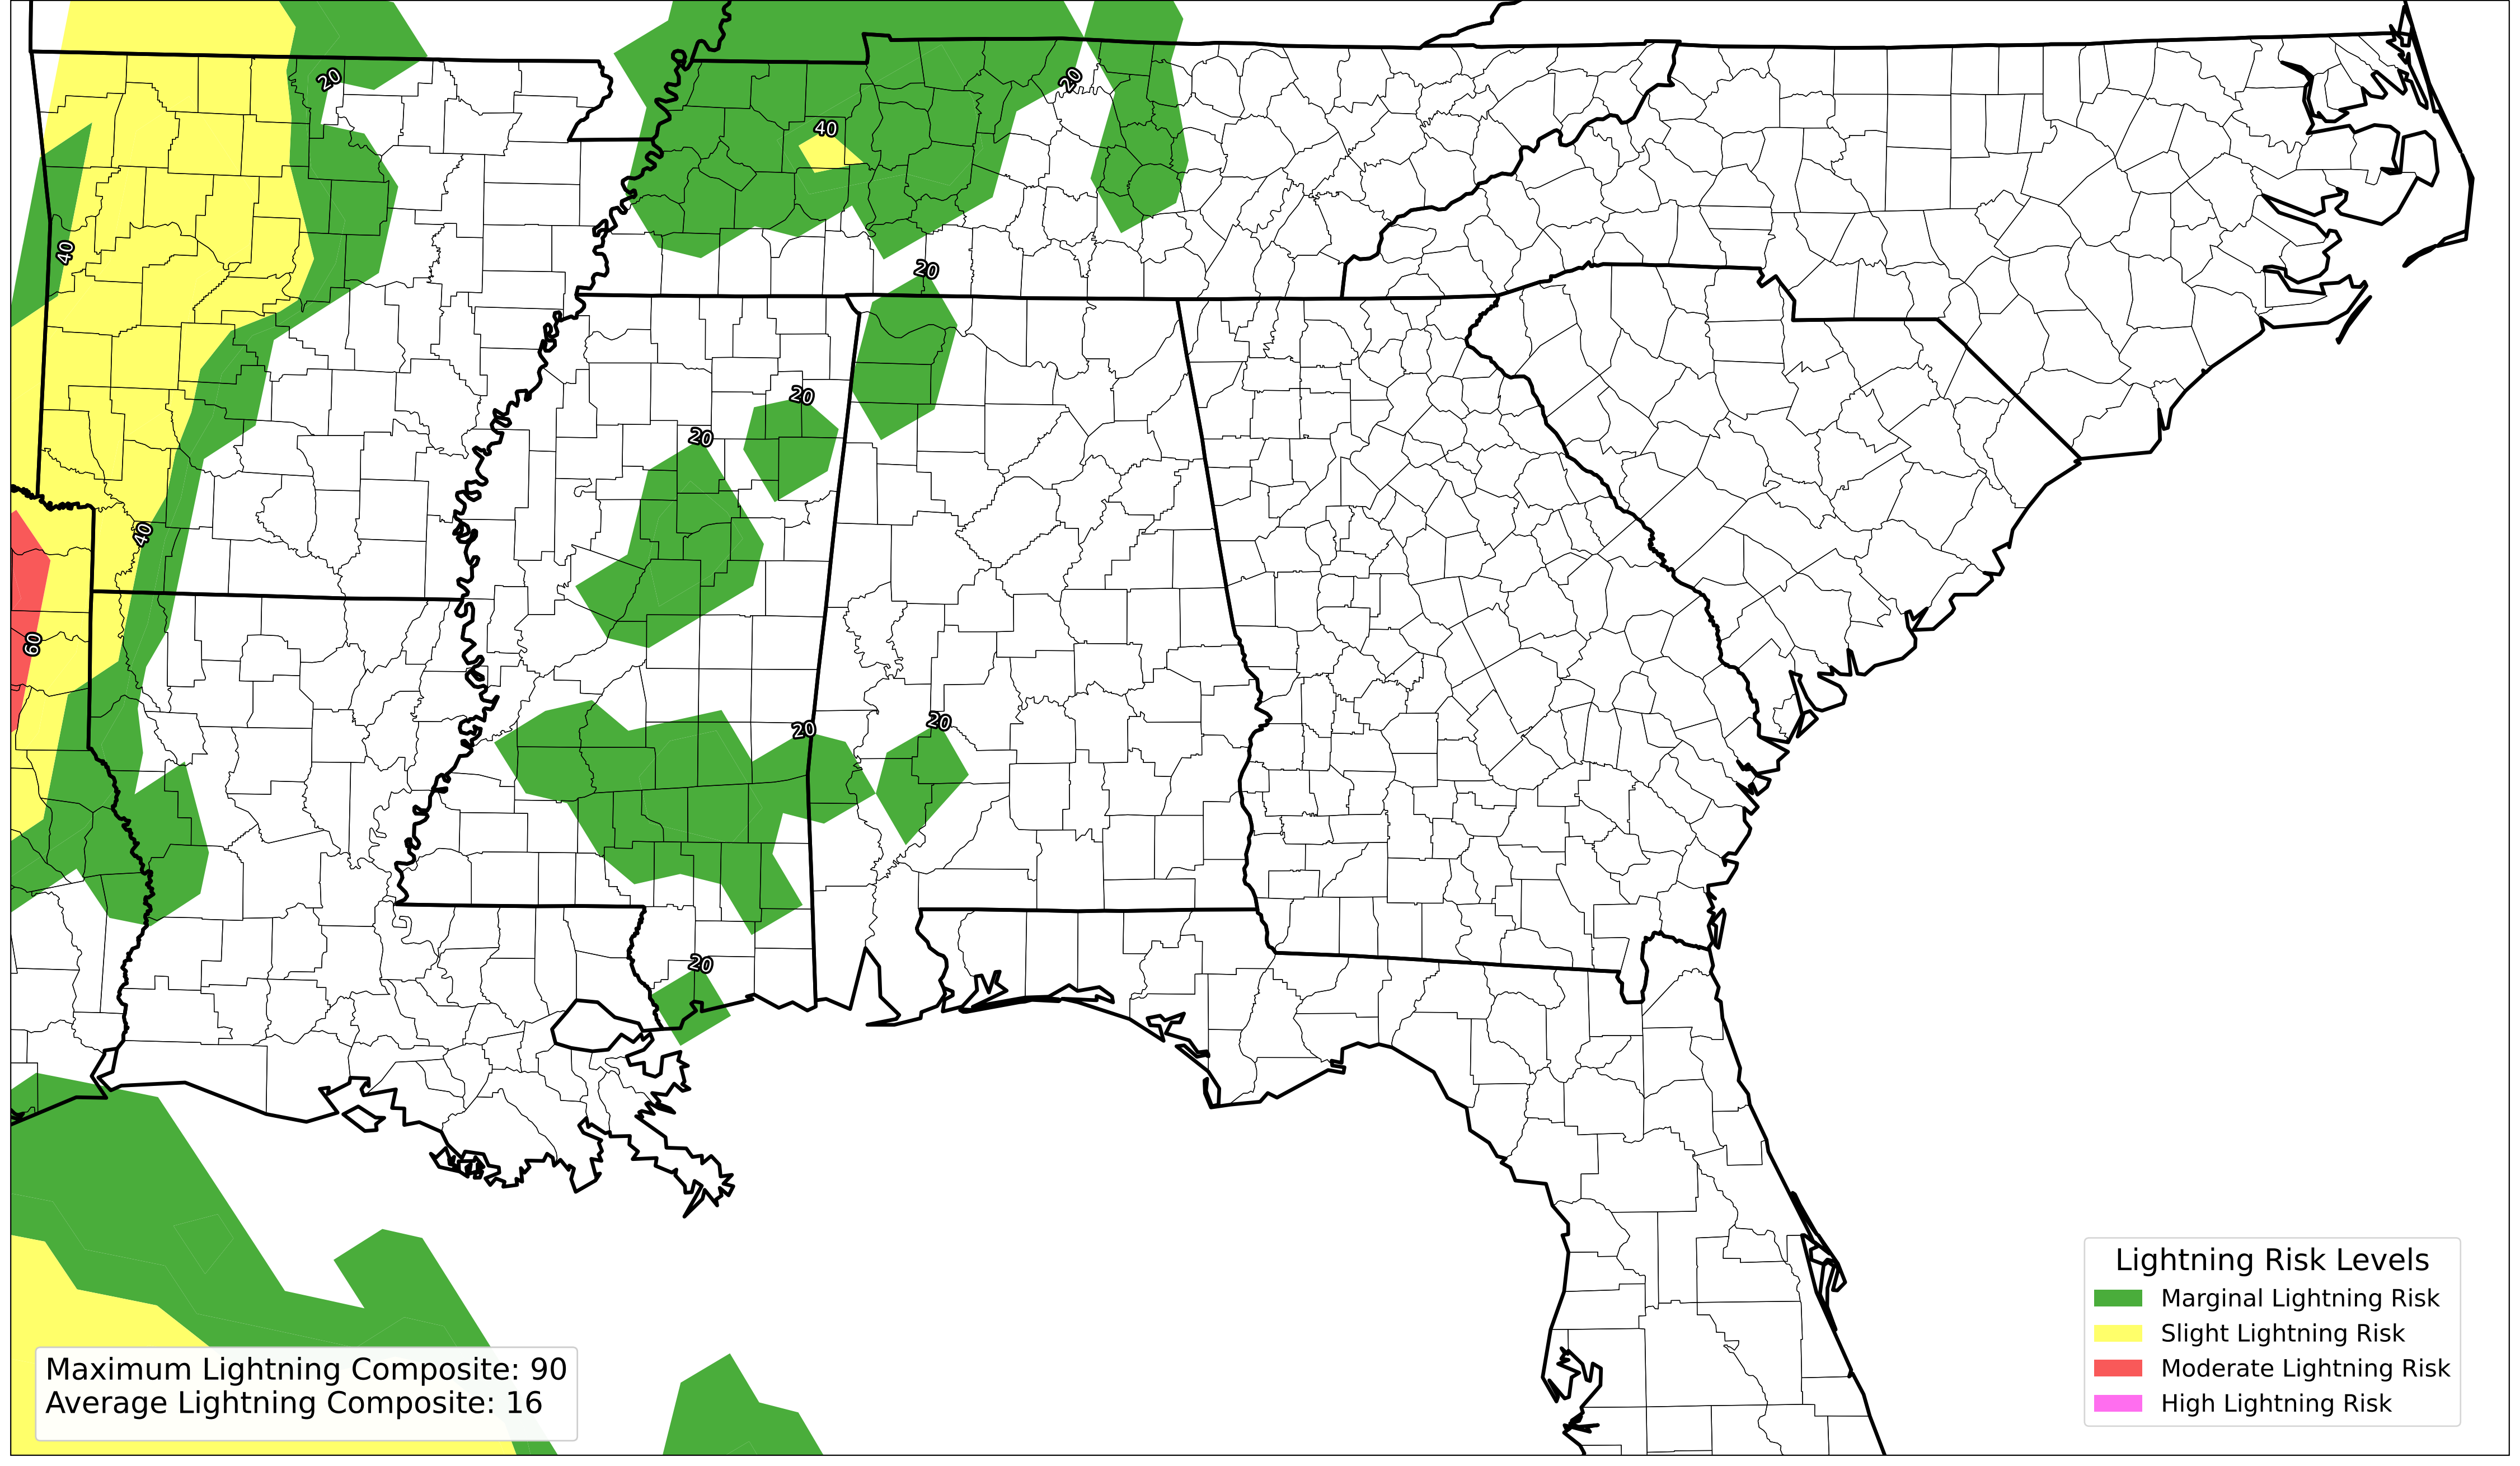 20
20
40
40
20
20
20
40
60
20
20
20
Lightning Risk Levels
Marginal Lightning Risk
Slight Lightning Risk
Moderate Lightning Risk
High Lightning Risk
Maximum Lightning Composite: 90
Average Lightning Composite: 16